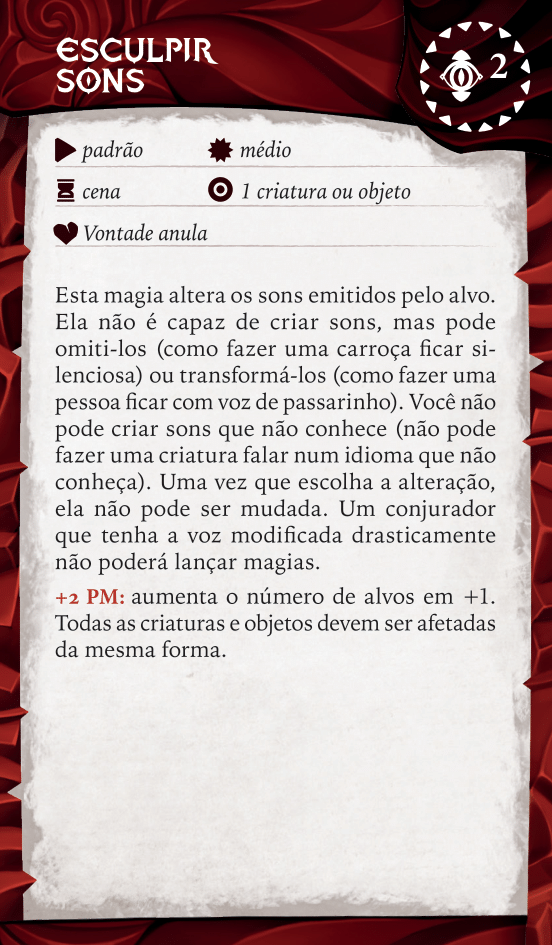 ESCULPIR
SONS
2
padrão
médio
cena
1 criatura ou objeto
Vontade anula
Esta magia altera os sons emitidos pelo alvo.
Ela não é capaz de criar sons, mas pode
omiti-los (como fazer uma carroça ficar si-
lenciosa) ou transformá-los (como fazer uma
pessoa ficar com voz de passarinho). Você não
pode criar sons que não conhece (não pode
fazer uma criatura falar num idioma que não
conheça). Uma vez que escolha a alteração,
ela não pode ser mudada. Um conjurador
que tenha a voz modificada drasticamente
não poderá lançar magias.
+2 PM: aumenta o número de alvos em +1.
Todas as criaturas e objetos devem ser afetadas
da mesma forma.